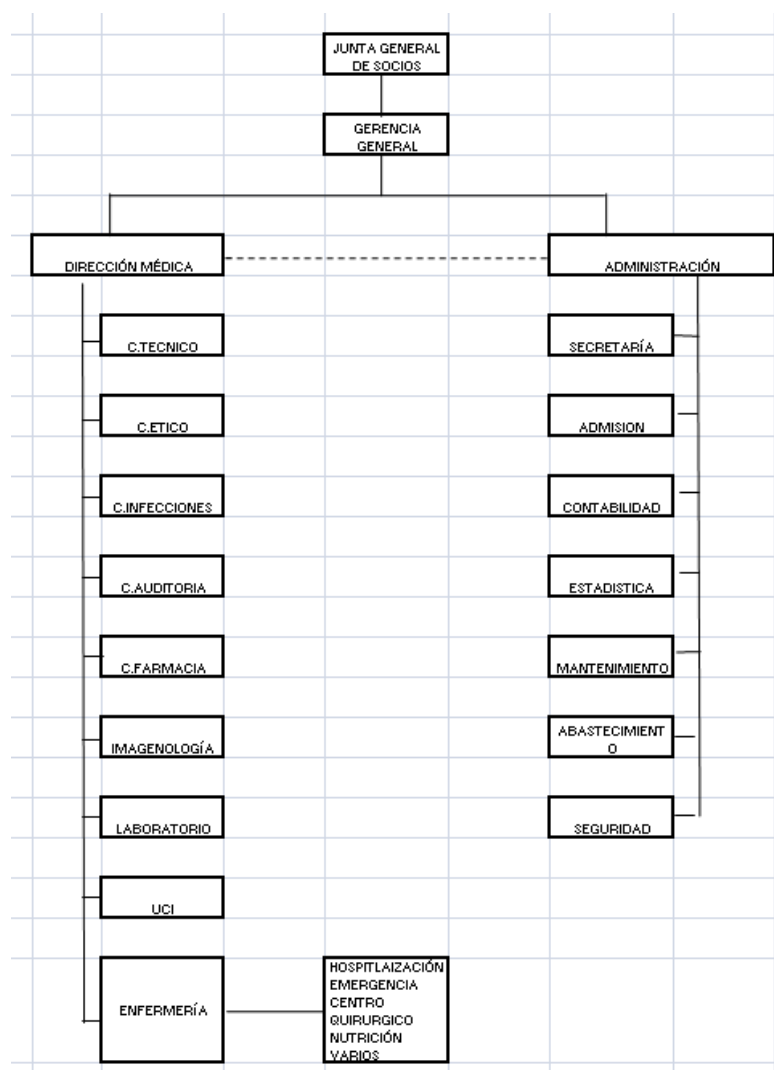 JUNTA GENERAL
DE SOCIOS
GERENCIA
GENERAL
DIRECCIÓN MÉDICA
ADMINISTRACIÓN
C.TECNICO
SECRETARÍA
C.ETICO
ADMISION
C.INFECCIONES
CONTABILIDAD
C.AUDITORIA
ESTADISTICA
C.FARMACIA
MANTENIMIENTO
IMAGENOLOGÍA
ABASTECIMIENT
O
LABORATORIO
SEGURIDAD
UCI
ENFERMERÍA
HOSPITLAIZACIÓN
EMERGENCIA
CENTRO
QUIRURGICO
NUTRICIÓN
VARIOS